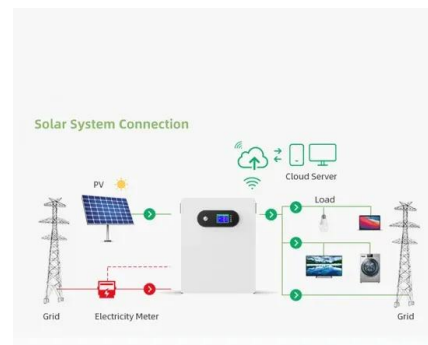 Solar System Connection
Cloud Server
PV
Load
Grid
Electricity Meter
Grid